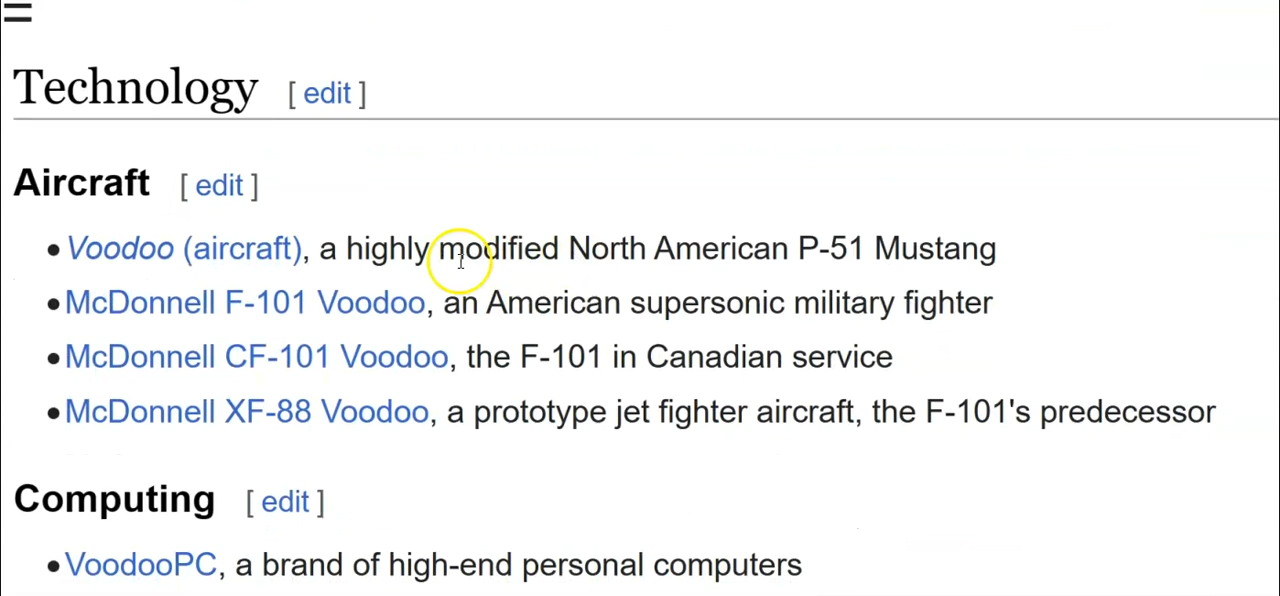 Technology [ edit ]
Aircraft [ edit ]
• Voodoo (aircraft), a highly modified North American P-51 Mustang
• McDonnell F-101 Voodoo, an American supersonic military fighter
• McDonnell CF-101 Voodoo, the F-101 in Canadian service
• McDonnell XF-88 Voodoo, a prototype jet fighter aircraft, the F-101's predecessor
Computing [ edit ]
• VoodooPC, a brand of high-end personal computers